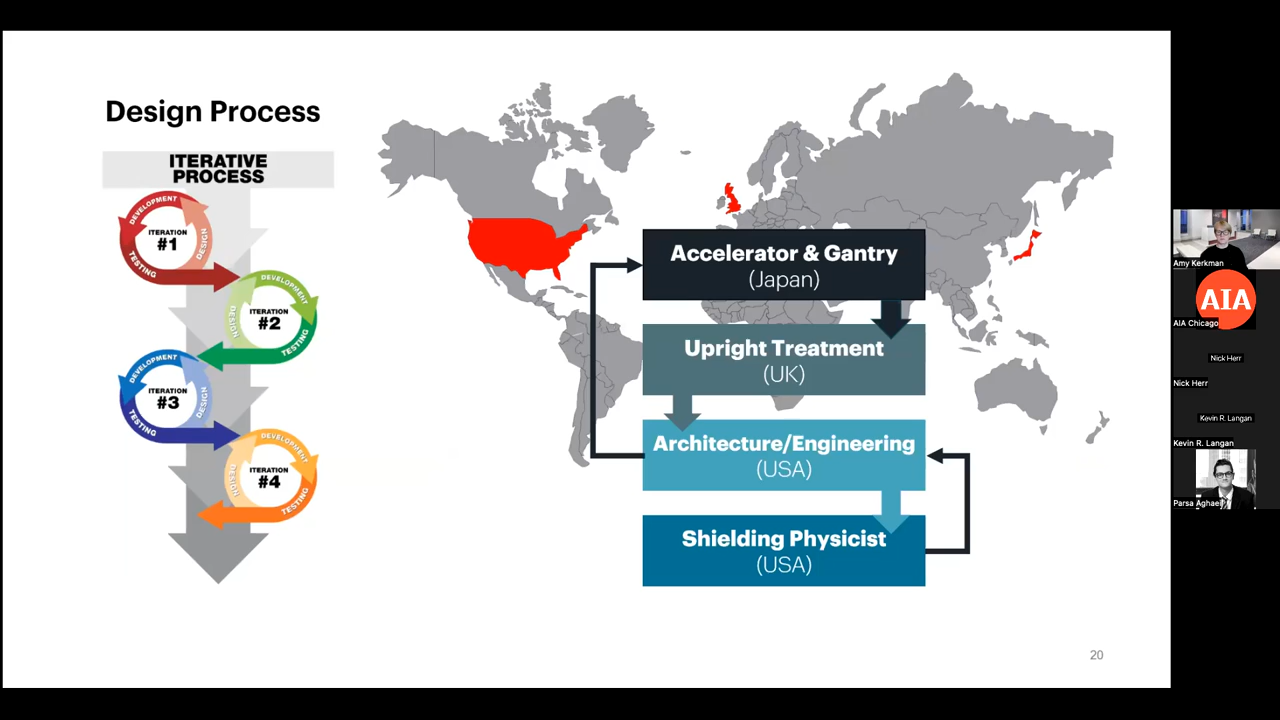 Design Process
ITERATIVE
PROCESS
DEVELOPMENT
ITERATION
#1
DESIGN
TESTING
DEVELOPMENT
ITERATION
#2
DESIGN
TESTING
DEVELOPMENT
ITERATION
#3
DESIGN
TESTING
DEVELOPMENT
ITERATION
#4
DESIGN
TESTING
Accelerator & Gantry
(Japan)
Upright Treatment
(UK)
Architecture/Engineering
(USA)
Shielding Physicist
(USA)
20
Amy Kerkman
AIA
AIA Chicago
Nick Herr
Nick Herr
Kevin R. Langan
Kevin R. Langan
Parsa Aghaei